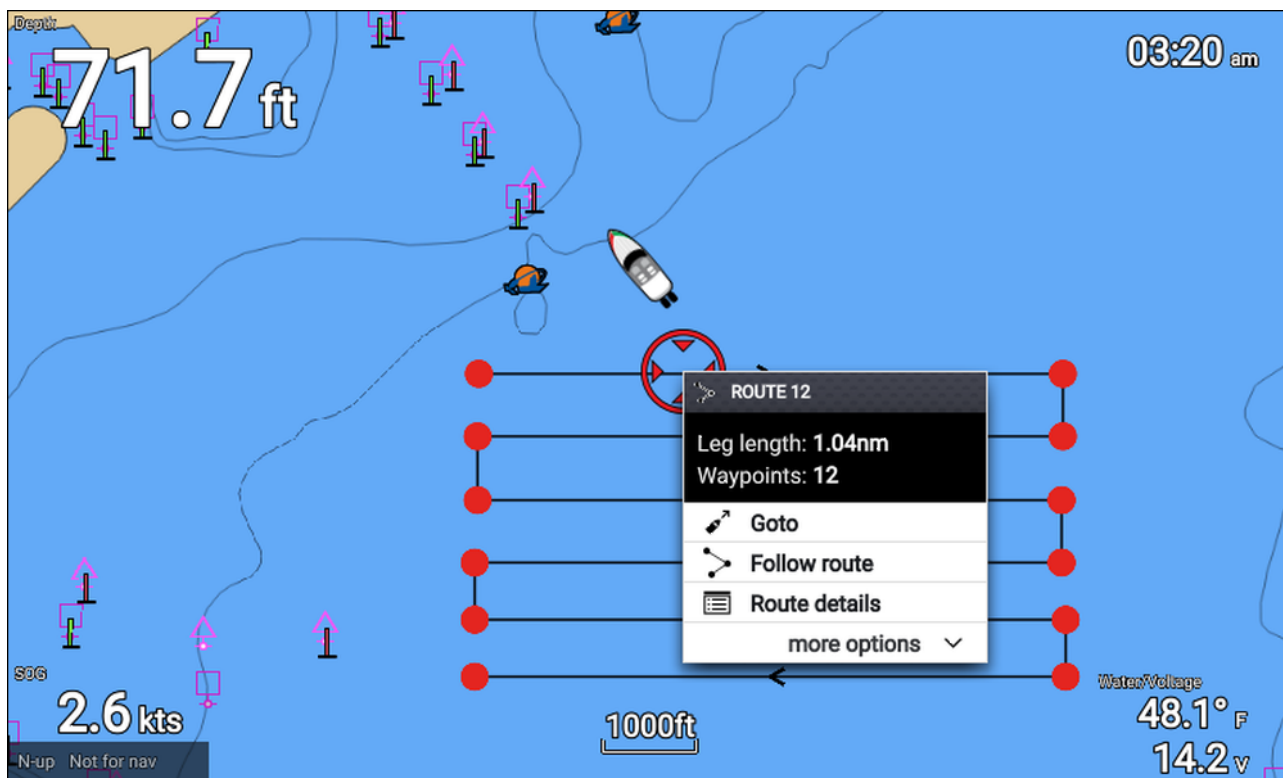 Depth
71.7 ft
03:20 am
ROUTE 12
Leg length: 1.04nm
Waypoints: 12
Goto
Follow route
Route details
more options
SOG
2.6 kts
N-up Not for nav
1000ft
Water/Voltage
48.1° F
14.2 v